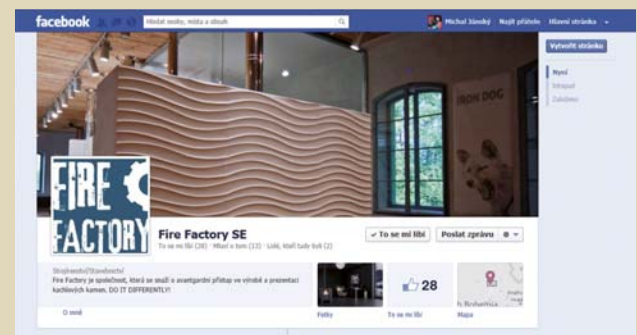 facebook
Hledat osoby, místa a obsah
Michal Jánský Najít přátele Hlavní stránka
Vytvořit stránku
Nyní
Založeno
IRON DOG
FIRE
FACTORY
Fire Factory SE
To se mi líbí (28) · Mluví o tom (13) · Lidé, kteří tady byli (2)
To se mi líbí
Poslat zprávu
Strojírenství/Stavebnictví
Fire Factory je společnost, která se snaží o avantgardní přístup ve výrobě a prezentaci
kachlových kamen. DO IT DIFFERENTLY!
O mně
28
Fotky
To se mi líbí
Mapa